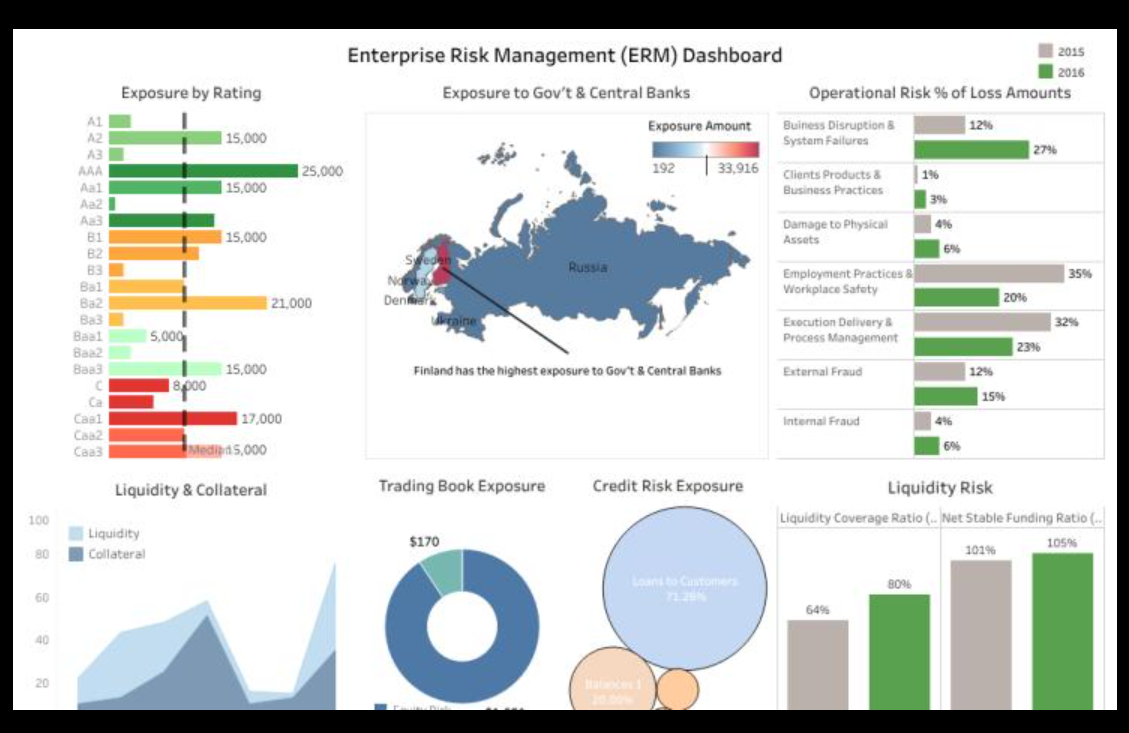 Enterprise Risk Management (ERM) Dashboard
2015
2016
Exposure by Rating
A1
A2 15,000
A3
AAA 25,000
Aa1 15,000
Aa2
Aa3
B1 15,000
B2
B3
Ba1
Ba2 21,000
Ba3
Baa1 5,000
Baa2
Baa3 15,000
C 8,000
Ca
Caa1 17,000
Caa2
Caa3 Median 15,000
Exposure to Gov't & Central Banks
Exposure Amount
192 33,916
Sweden
Norway
Denmark
Ukraine
Russia
Finland has the highest exposure to Gov't & Central Banks
Operational Risk % of Loss Amounts
Buiness Disruption &
System Failures
12%
27%
Clients Products &
Business Practices
1%
3%
Damage to Physical
Assets
4%
6%
Employment Practices &
Workplace Safety
35%
20%
Execution Delivery &
Process Management
32%
23%
External Fraud
12%
15%
Internal Fraud
4%
6%
Liquidity & Collateral
Liquidity
Collateral
100
80
60
40
20
Trading Book Exposure
$170
Credit Risk Exposure
Loans to Customers
71.26%
Balances I
20.00%
Liquidity Risk
Liquidity Coverage Ratio (..
Net Stable Funding Ratio (..
64%
80%
101%
105%